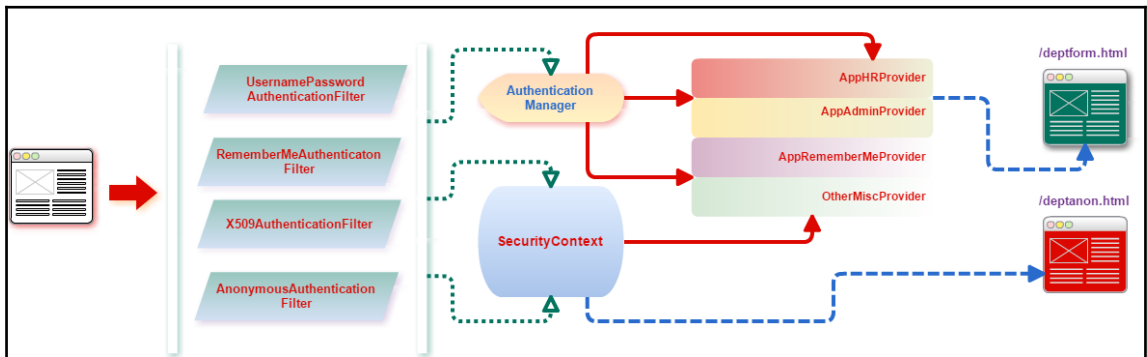 UsernamePassword
AuthenticationFilter
RememberMeAuthenticaton
Filter
X509AuthenticationFilter
AnonymousAuthentication
Filter
Authentication
Manager
SecurityContext
AppHRProvider
AppAdminProvider
AppRememberMeProvider
OtherMiscProvider
/deptform.html
/deptanon.html